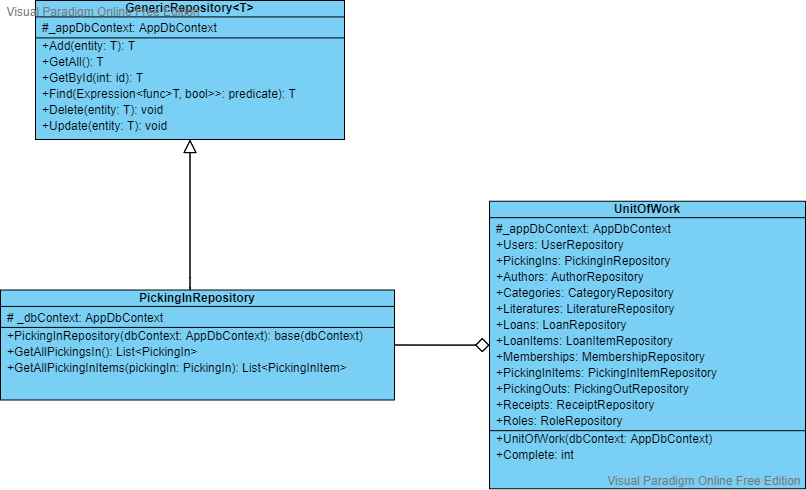 Visual Paradigm Online Free Edition
GenericRepository<T>
#_appDbContext: AppDbContext
+Add(entity: T): T
+GetAll(): T
+GetById(int: id): T
+Find(Expression<func>T, bool>>: predicate): T
+Delete(entity: T): void
+Update(entity: T): void
PickingInRepository
# _dbContext: AppDbContext
+PickingInRepository(dbContext: AppDbContext): base(dbContext)
+GetAllPickingsIn(): List<PickingIn>
+GetAllPickingInItems(pickingIn: PickingIn): List<PickingInItem>
UnitOfWork
#_appDbContext: AppDbContext
+Users: UserRepository
+PickingIns: PickingInRepository
+Authors: AuthorRepository
+Categories: CategoryRepository
+Literatures: LiteratureRepository
+Loans: LoanRepository
+LoanItems: LoanItemRepository
+Memberships: MembershipRepository
+PickingInItems: PickingInItemRepository
+PickingOuts: PickingOutRepository
+Receipts: ReceiptRepository
+Roles: RoleRepository
+UnitOfWork(dbContext: AppDbContext)
+Complete: int
Visual Paradigm Online Free Edition